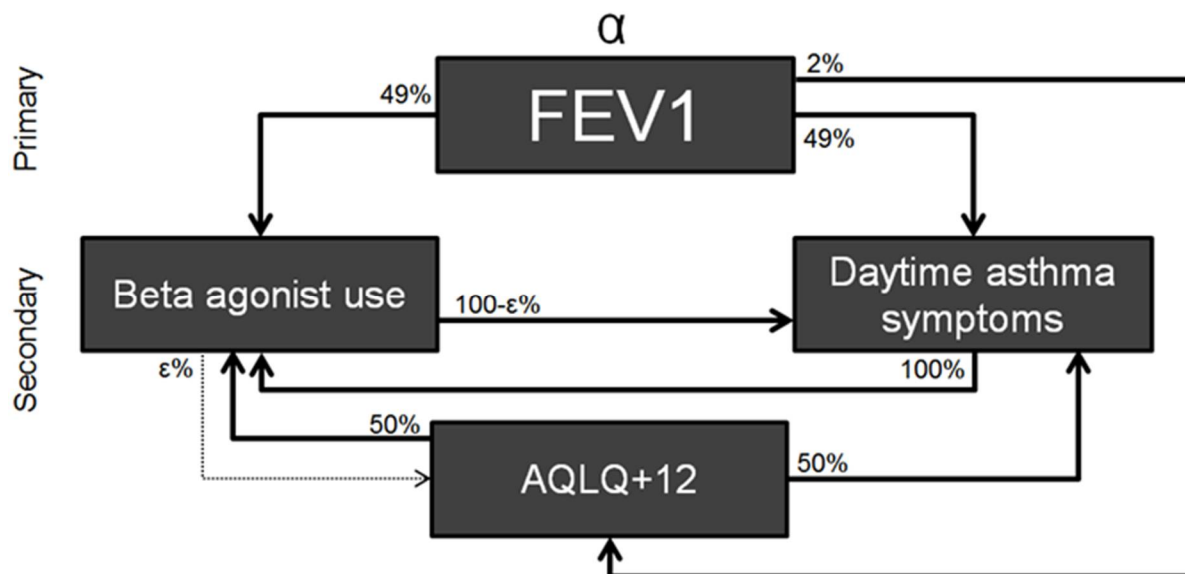 α
Primary
FEV1
2%
49%
49%
Secondary
Beta agonist use
Daytime asthma
symptoms
100-ε%
ε%
100%
50%
AQLQ+12
50%